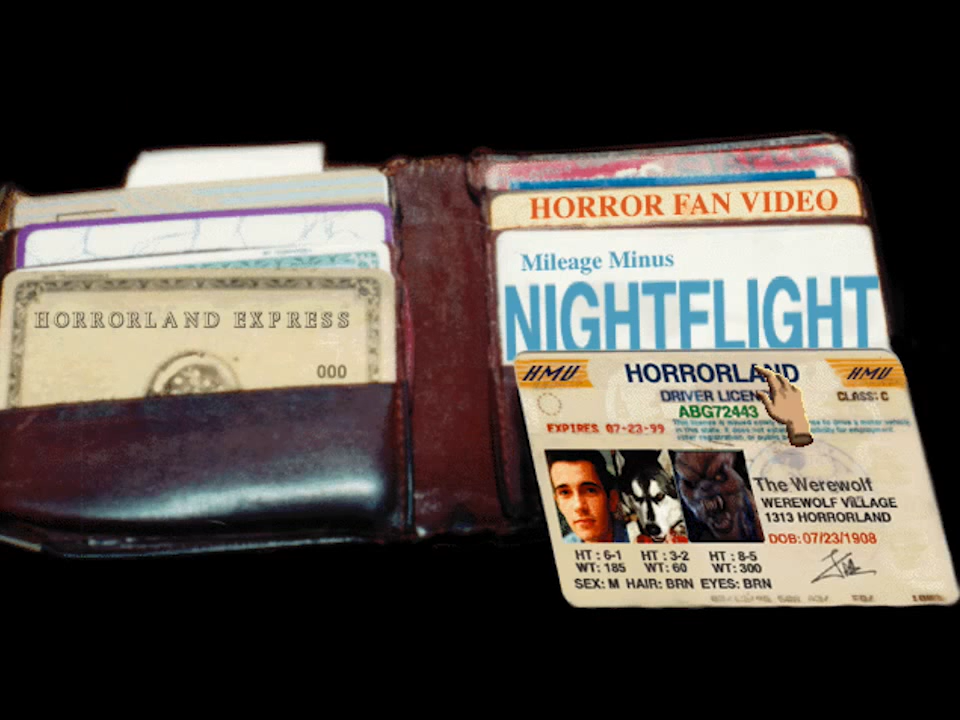 HORROR FAN VIDEO
Mileage Minus
NIGHTFLIGHT
HORRORLAND EXPRESS
000
HMU HORRORLAND HMU
DRIVER LICEN
CLASS: C
ABG72443
EXPIRES 07-23-99
The Werewolf
WEREWOLF VILLAGE
1313 HORRORLAND
DOB: 07/23/1908
HT : 6-1 HT : 3-2 HT : 8-5
WT: 185 WT: 60 WT: 300
SEX: M HAIR: BRN EYES: BRN